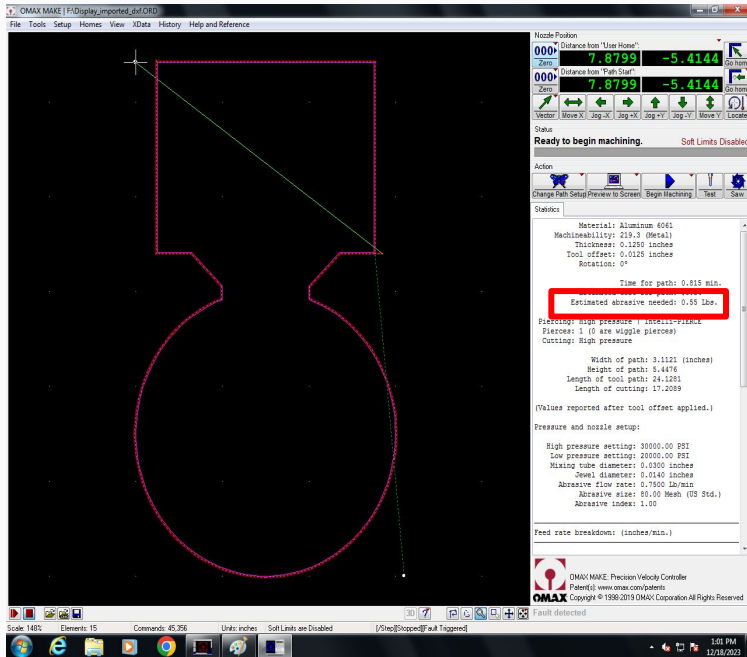 OMAX MAKE | F:\Display_imported_dxf.ORD
File Tools Setup Homes View XData History Help and Reference
Nozzle Position
000 Distance from "User Home":
Zero 7.8799 -5.4144 Go hom
000 Distance from "Path Start":
Zero 7.8799 -5.4144 Go hom
Vector Move X Jog -X Jog +X Jog +Y Jog -Y Move Y Locate
Status
Ready to begin machining. Soft Limits Disabled
Action
Change Path Setup Preview to Screen Begin Machining Test Saw
Statistics
Material: Aluminum 6061
Machineability: 219.3 (Metal)
Thickness: 0.1250 inches
Tool offset: 0.0125 inches
Rotation: 0°
Time for path: 0.815 min.
Estimated abrasive needed: 0.55 Lbs.
Piercing: High pressure | Intelli-PIERCE
Pierces: 1 (0 are wiggle pierces)
Cutting: High pressure
Width of path: 3.1121 (inches)
Height of path: 5.4476
Length of tool path: 24.1281
Length of cutting: 17.2089
(Values reported after tool offset applied.)
Pressure and nozzle setup:
High pressure setting: 30000.00 PSI
Low pressure setting: 20000.00 PSI
Mixing tube diameter: 0.0300 inches
Jewel diameter: 0.0140 inches
Abrasive flow rate: 0.7500 Lb/min
Abrasive size: 80.00 Mesh (US Std.)
Abrasive index: 1.00
Feed rate breakdown: (inches/min.)
OMAX MAKE: Precision Velocity Controller
Patent(s): www.omax.com/patents
OMAX Copyright © 1998-2019 OMAX Corporation All Rights Reserved
3D Fault detected
Scale: 148% Elements: 15 Commands: 45,356 Units: inches Soft Limits are Disabled [/Step][Stopped][Fault Triggered]
1:01 PM
12/18/2023